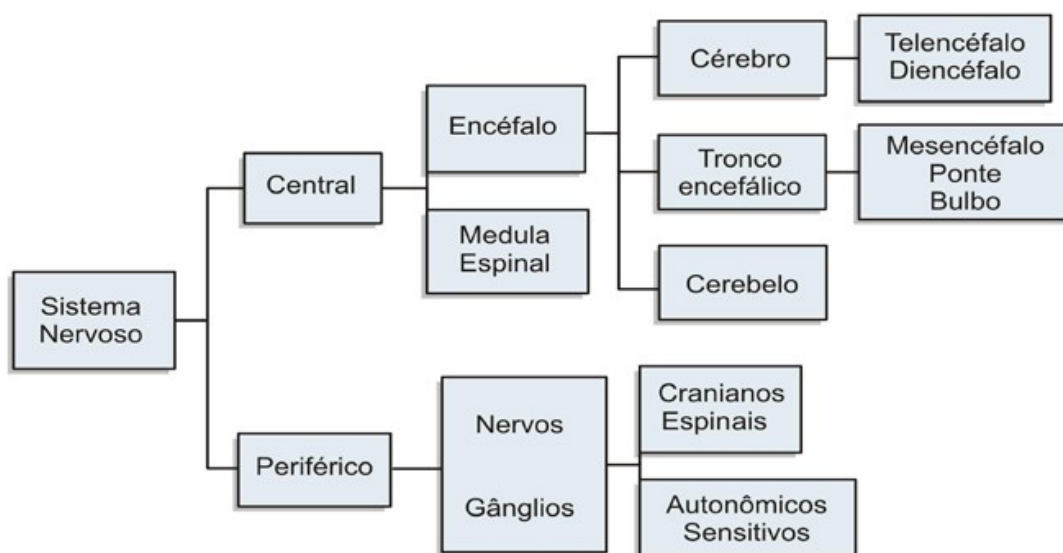 Sistema
Nervoso
Central
Encéfalo
Medula
Espinal
Cérebro
Telencéfalo
Diencéfalo
Tronco
encefálico
Mesencéfalo
Ponte
Bulbo
Cerebelo
Periférico
Nervos
Gânglios
Cranianos
Espinais
Autonômicos
Sensitivos